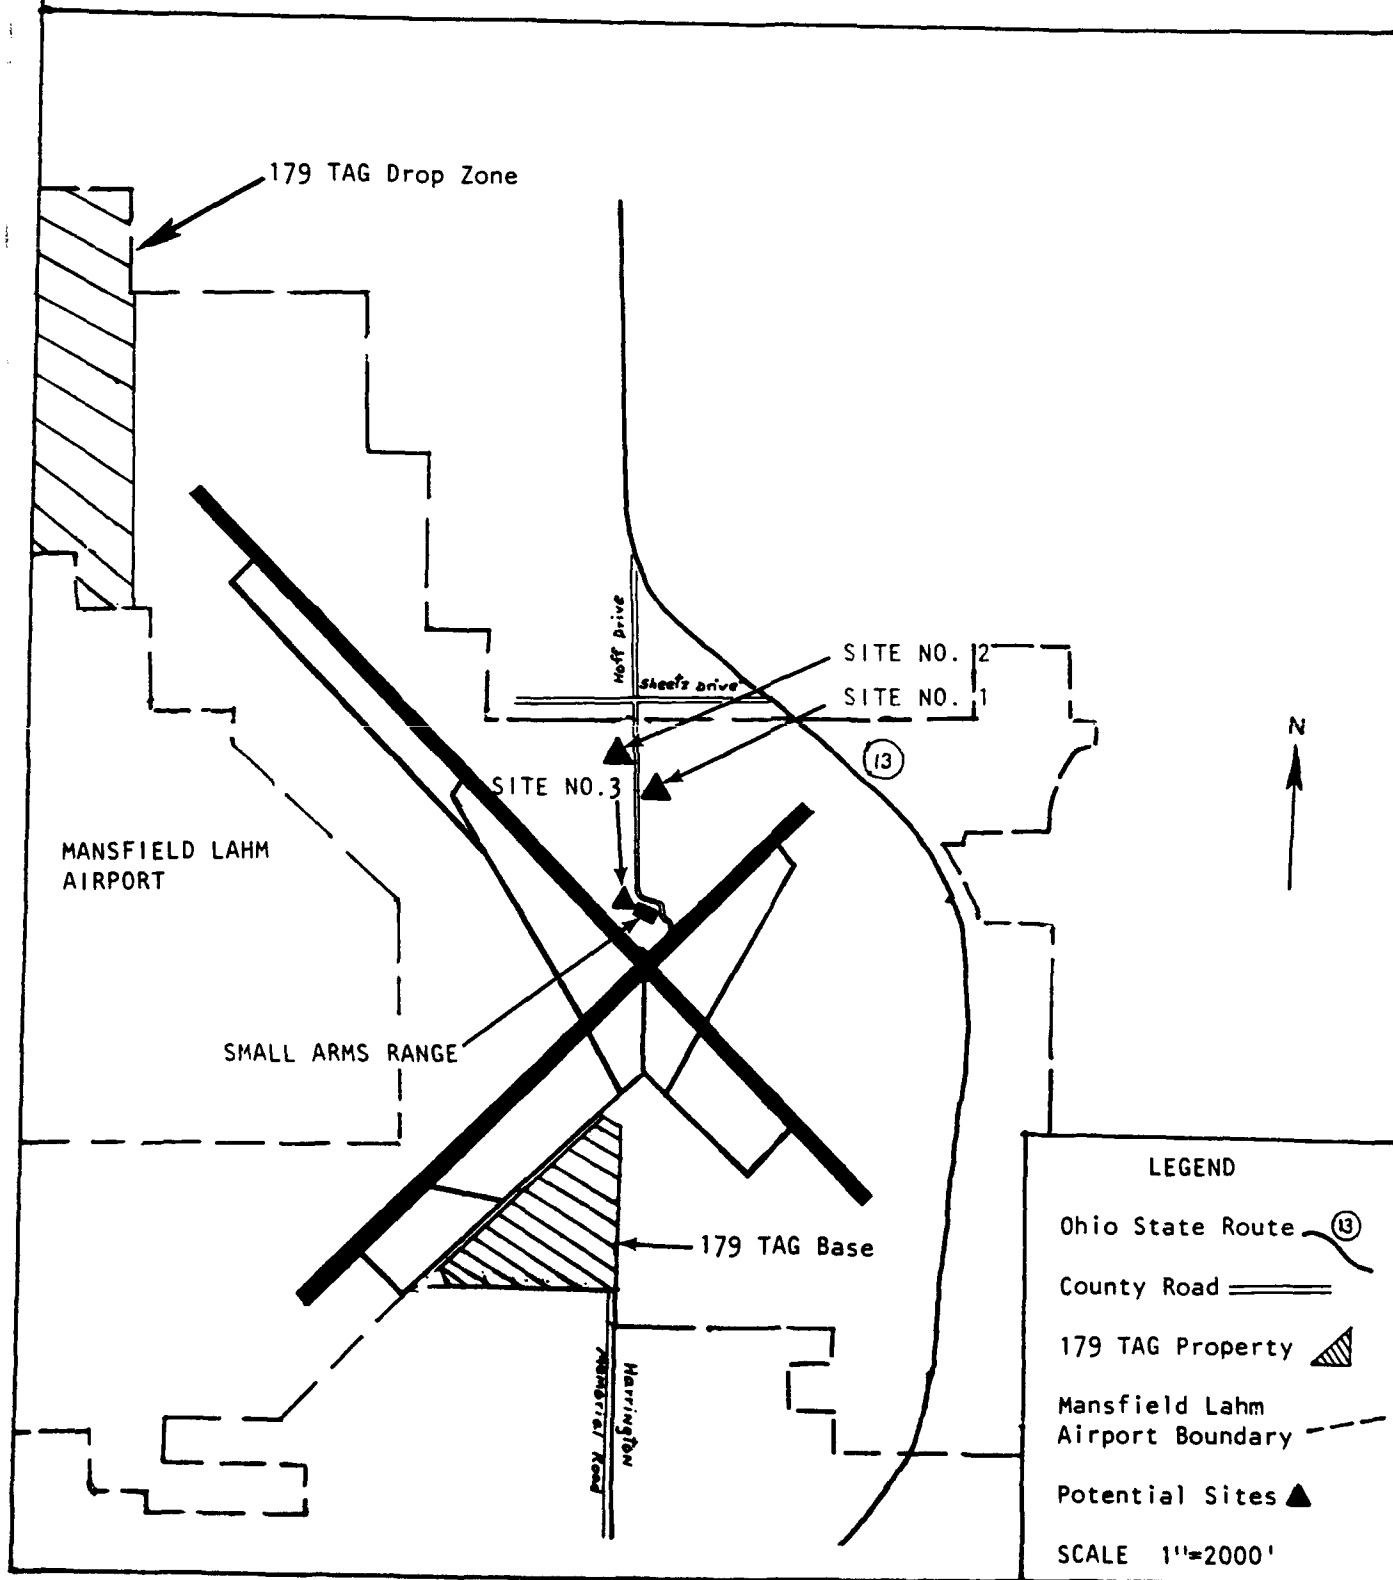 179 TAG Drop Zone
Hoff Drive
Sheets Drive
SITE NO. 2
SITE NO. 1
13
N
SITE NO.3
MANSFIELD LAHM
AIRPORT
SMALL ARMS RANGE
179 TAG Base
Harrington
Memorial Road
LEGEND
Ohio State Route 13
County Road
179 TAG Property
Mansfield Lahm
Airport Boundary
Potential Sites
SCALE 1"=2000'